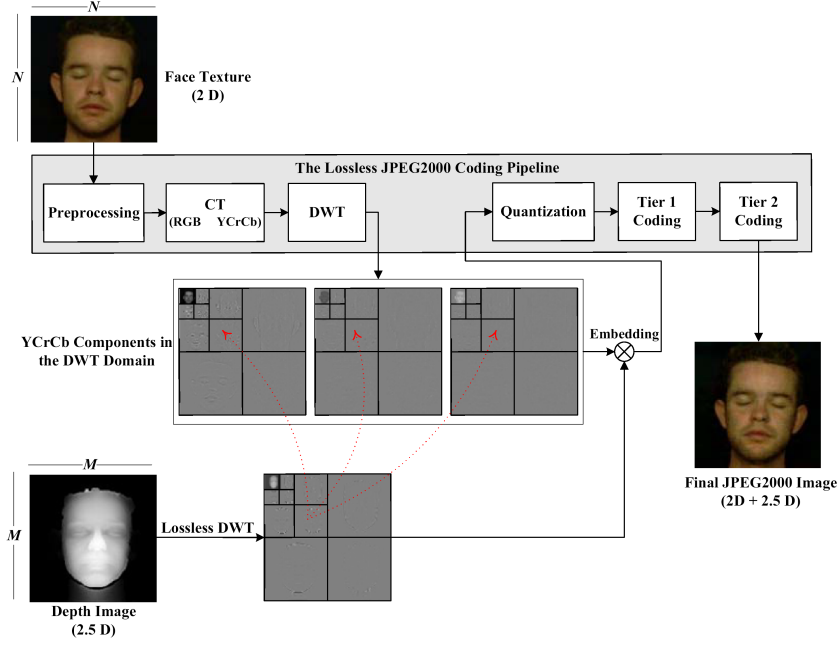 N
N
Face Texture
(2 D)
The Lossless JPEG2000 Coding Pipeline
Preprocessing
CT
(RGB YCrCb)
DWT
Quantization
Tier 1
Coding
Tier 2
Coding
YCrCb Components in
the DWT Domain
Embedding
Final JPEG2000 Image
(2D + 2.5 D)
M
M
Lossless DWT
Depth Image
(2.5 D)